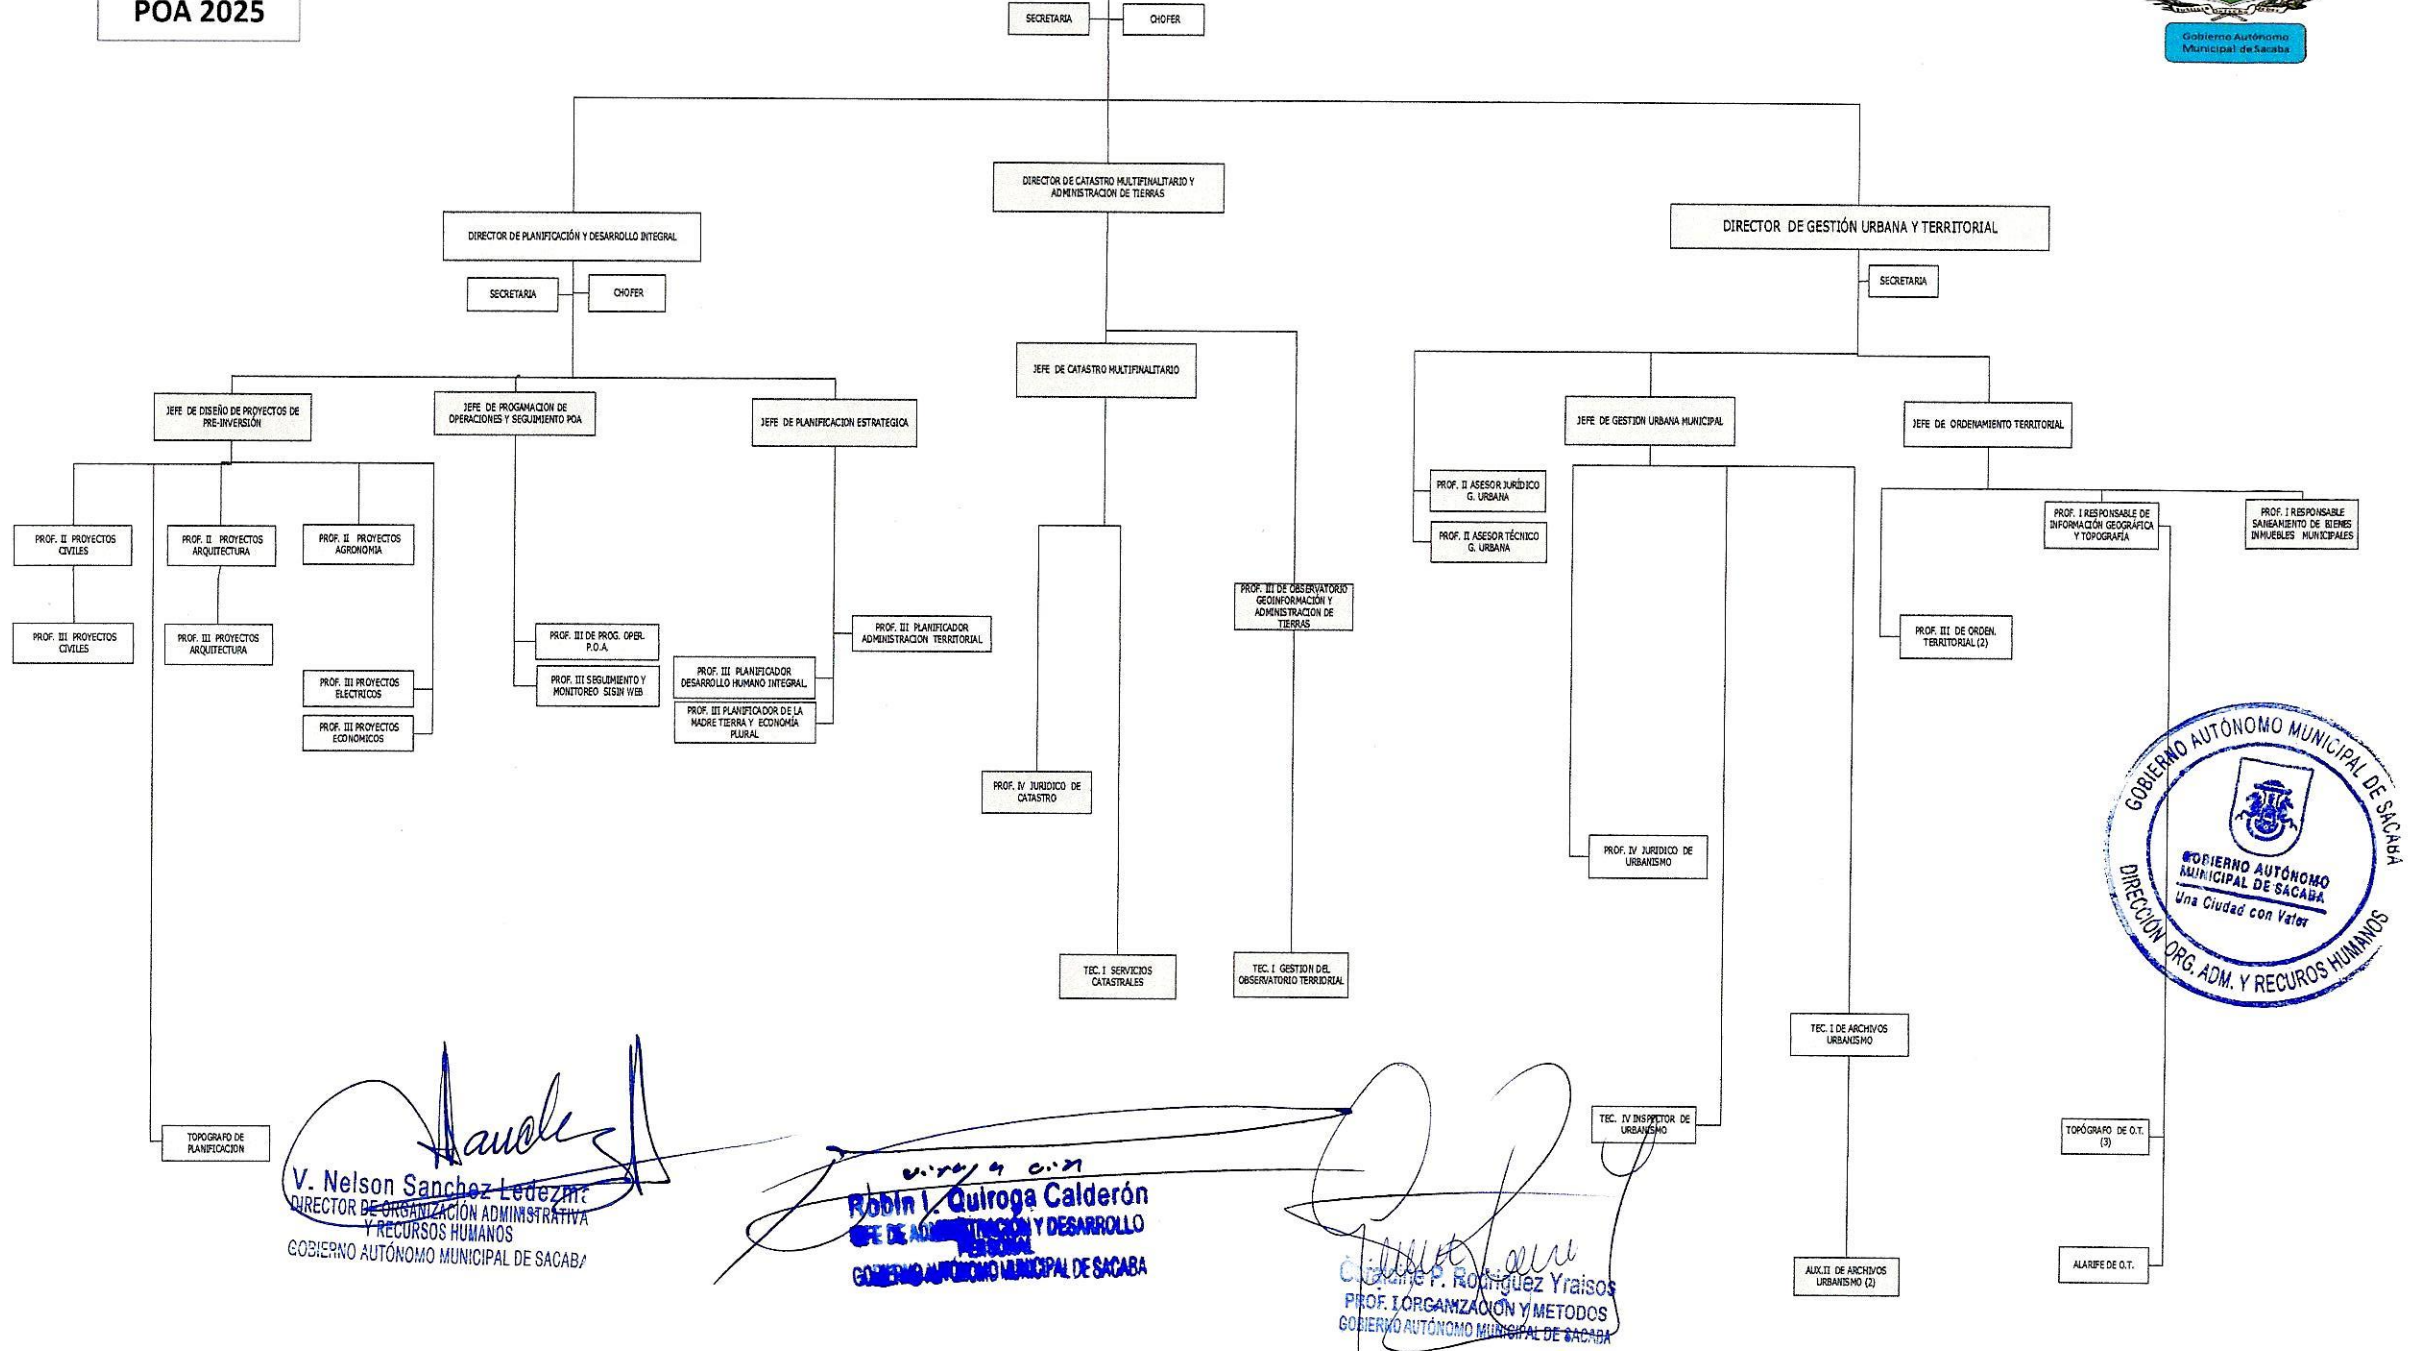 POA 2025
SECRETARIA
CHOFER
Gobierno Autónomo
Municipal de Sacaba
DIRECTOR DE CATASTRO MULTIFINALITARIO Y
ADMINISTRACION DE TIERRAS
DIRECTOR DE PLANIFICACIÓN Y DESARROLLO INTEGRAL
DIRECTOR DE GESTIÓN URBANA Y TERRITORIAL
SECRETARIA
CHOFER
SECRETARIA
JEFE DE DISEÑO DE PROYECTOS DE
PRE-INVERSIÓN
JEFE DE PROGAMACION DE
OPERACIONES Y SEGUIMIENTO POA
JEFE DE PLANIFICACION ESTRATEGICA
JEFE DE CATASTRO MULTIFINALITARIO
JEFE DE GESTION URBANA MUNICIPAL
JEFE DE ORDENAMIENTO TERRITORIAL
PROF. II ASESOR JURÍDICO
G. URBANA
PROF. II ASESOR TÉCNICO
G. URBANA
PROF. I RESPONSABLE DE
INFORMACIÓN GEOGRÁFICA
Y TOPOGRAFÍA
PROF. I RESPONSABLE
SANEAMIENTO DE BIENES
INMUEBLES MUNICIPALES
PROF. II PROYECTOS
CIVILES
PROF. II PROYECTOS
ARQUITECTURA
PROF. II PROYECTOS
AGRONOMIA
PROF. III PROYECTOS
CIVILES
PROF. III PROYECTOS
ARQUITECTURA
PROF. III PROYECTOS
ELECTRICOS
PROF. III PROYECTOS
ECONOMICOS
PROF. III DE PROG. OPER.
P.O.A.
PROF. III SEGUIMIENTO Y
MONITOREO SISIN WEB
PROF. III PLANIFICADOR
ADMINISTRACION TERRITORIAL
PROF. III PLANIFICADOR
DESARROLLO HUMANO INTEGRAL
PROF. III PLANIFICADOR DE LA
MADRE TIERRA Y ECONOMÍA
PLURAL
PROF. III DE OBSERVATORIO
GEOINFORMACIÓN Y
ADMINISTRACION DE
TIERRAS
PROF. III DE ORDEN.
TERRITORIAL (2)
PROF. IV JURIDICO DE
CATASTRO
PROF. IV JURIDICO DE
URBANISMO
GOBIERNO AUTÓNOMO MUNICIPAL DE SACABA
GOBIERNO AUTÓNOMO
MUNICIPAL DE SACABA
Una Ciudad con Valor
DIRECCIÓN ORG. ADM. Y RECUROS HUMANOS
TEC. I SERVICIOS
CATASTRALES
TEC. I GESTION DEL
OBSERVATORIO TERRIORIAL
TEC. I DE ARCHIVOS
URBANISMO
TOPOGRAFO DE
PLANIFICACION
TEC. IV INSPECTOR DE
URBANISMO
TOPÓGRAFO DE O.T.
(3)
AUX.II DE ARCHIVOS
URBANISMO (2)
ALARIFE DE O.T.
V. Nelson Sanchez Ledezma
DIRECTOR DE ORGANIZACIÓN ADMINISTRATIVA
Y RECURSOS HUMANOS
GOBIERNO AUTÓNOMO MUNICIPAL DE SACABA
Robin I. Quiroga Calderón
JEFE DE ADMINISTRACIÓN Y DESARROLLO
PERSONAL
GOBIERNO AUTÓNOMO MUNICIPAL DE SACABA
P. Rodriguez Yraisos
PROF. I ORGANIZACIÓN Y METODOS
GOBIERNO AUTÓNOMO MUNICIPAL DE SACABA